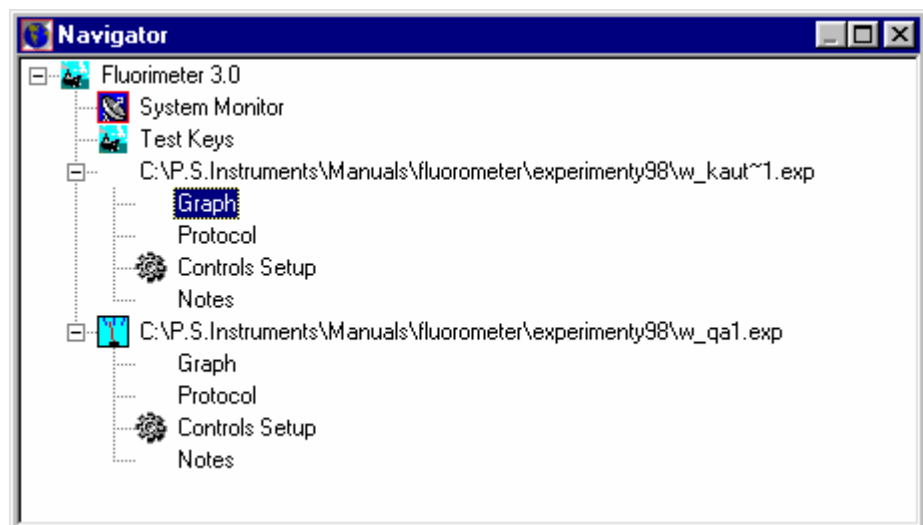 Navigator
Fluorimeter 3.0
System Monitor
Test Keys
C:\P.S.Instruments\Manuals\fluorometer\experimenty98\w_kaut~1.exp
Graph
Protocol
Controls Setup
Notes
C:\P.S.Instruments\Manuals\fluorometer\experimenty98\w_qa1.exp
Graph
Protocol
Controls Setup
Notes